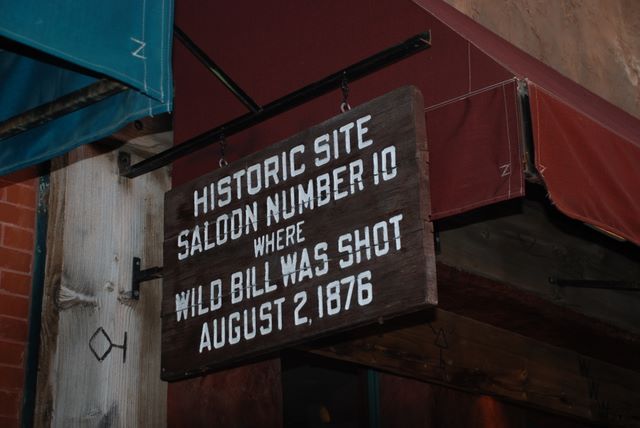 HISTORIC SITE
SALOON NUMBER 10
WHERE
WILD BILL WAS SHOT
AUGUST 2, 1876